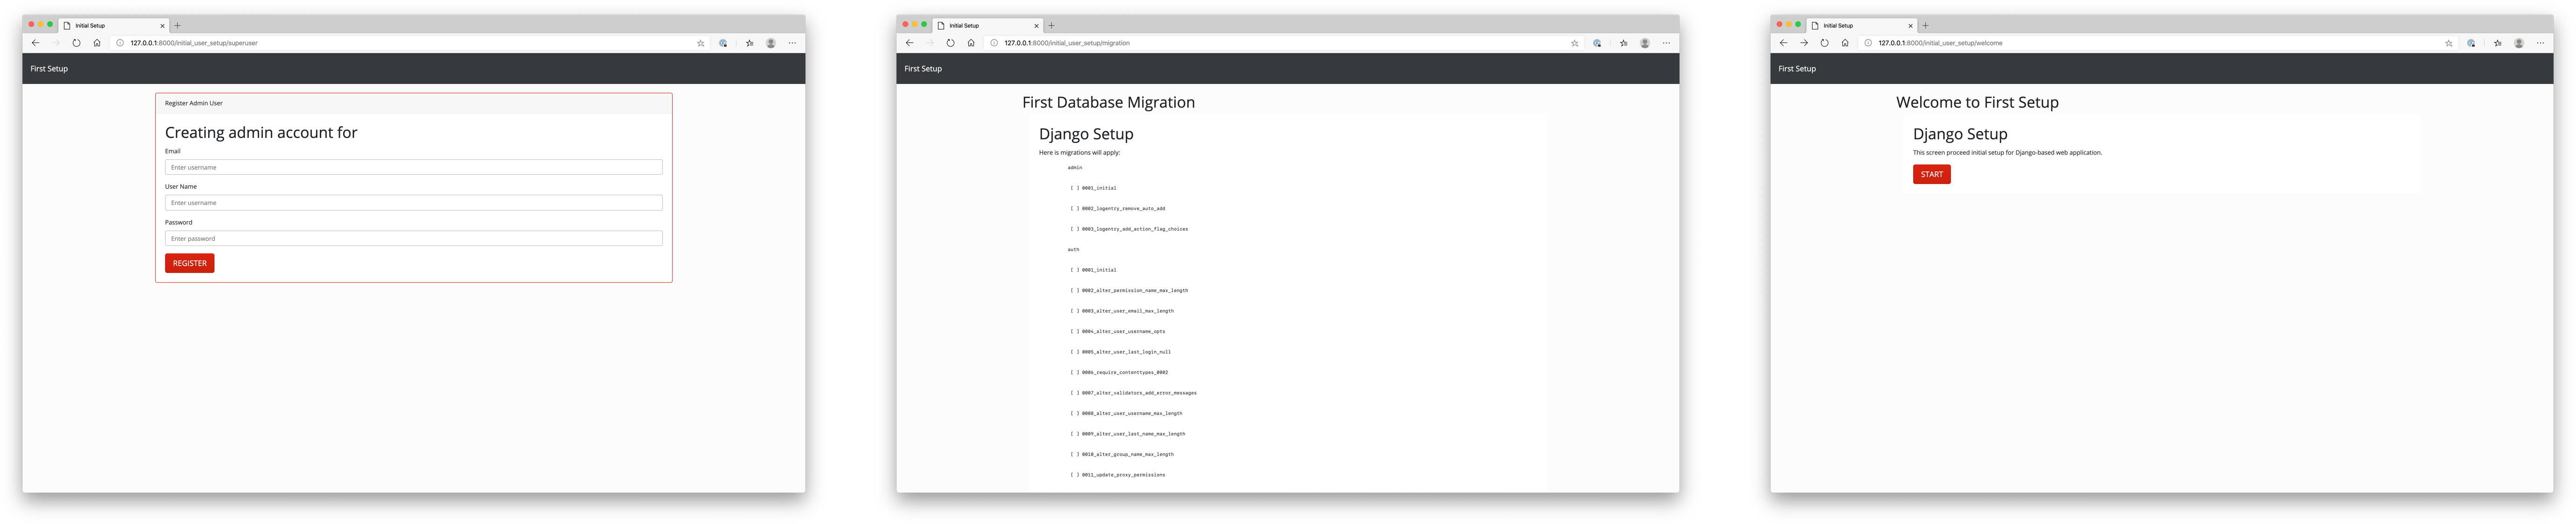 Initial Setup
127.0.0.1:8000/initial_user_setup/superuser
First Setup
Register Admin User
Creating admin account for
Email
Enter username
User Name
Enter username
Password
Enter password
REGISTER
Initial Setup
127.0.0.1:8000/initial_user_setup/migration
First Setup
First Database Migration
Django Setup
Here is migrations will apply:
admin
[ ] 0001_initial
[ ] 0002_logentry_remove_auto_add
[ ] 0003_logentry_add_action_flag_choices
auth
[ ] 0001_initial
[ ] 0002_alter_permission_name_max_length
[ ] 0003_alter_user_email_max_length
[ ] 0004_alter_user_username_opts
[ ] 0005_alter_user_last_login_null
[ ] 0006_require_contenttypes_0002
[ ] 0007_alter_validators_add_error_messages
[ ] 0008_alter_user_username_max_length
[ ] 0009_alter_user_last_name_max_length
[ ] 0010_alter_group_name_max_length
[ ] 0011_update_proxy_permissions
Initial Setup
127.0.0.1:8000/initial_user_setup/welcome
First Setup
Welcome to First Setup
Django Setup
This screen proceed initial setup for Django-based web application.
START